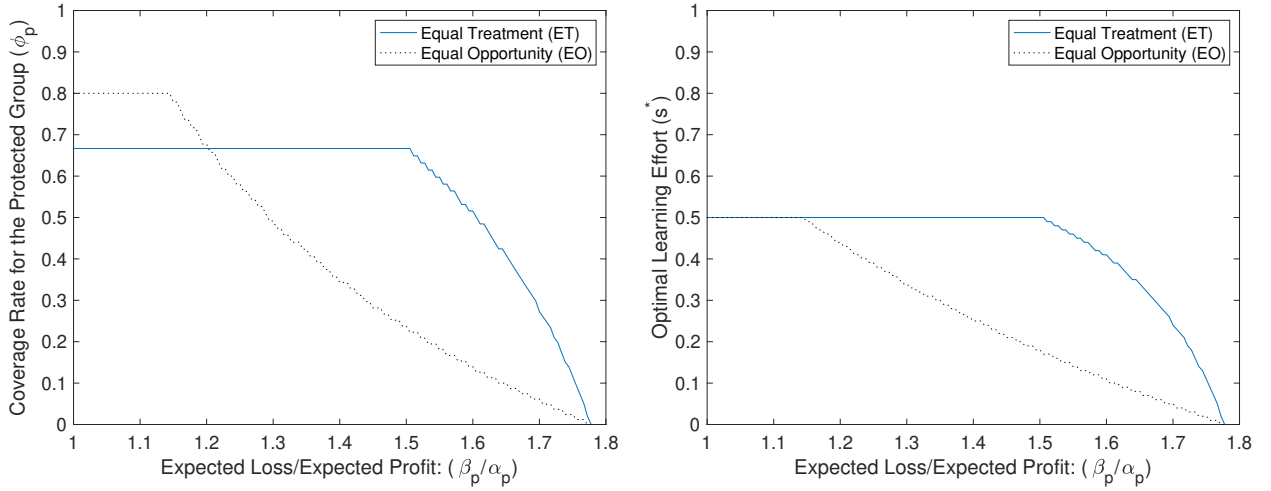 Coverage Rate for the Protected Group (ϕp)
1
0.9
0.8
0.7
0.6
0.5
0.4
0.3
0.2
0.1
0
Equal Treatment (ET)
Equal Opportunity (EO)
1 1.1 1.2 1.3 1.4 1.5 1.6 1.7 1.8
Expected Loss/Expected Profit: ( βp/αp)
Optimal Learning Effort (s*)
1
0.9
0.8
0.7
0.6
0.5
0.4
0.3
0.2
0.1
0
Equal Treatment (ET)
Equal Opportunity (EO)
1 1.1 1.2 1.3 1.4 1.5 1.6 1.7 1.8
Expected Loss/Expected Profit: ( βp/αp)